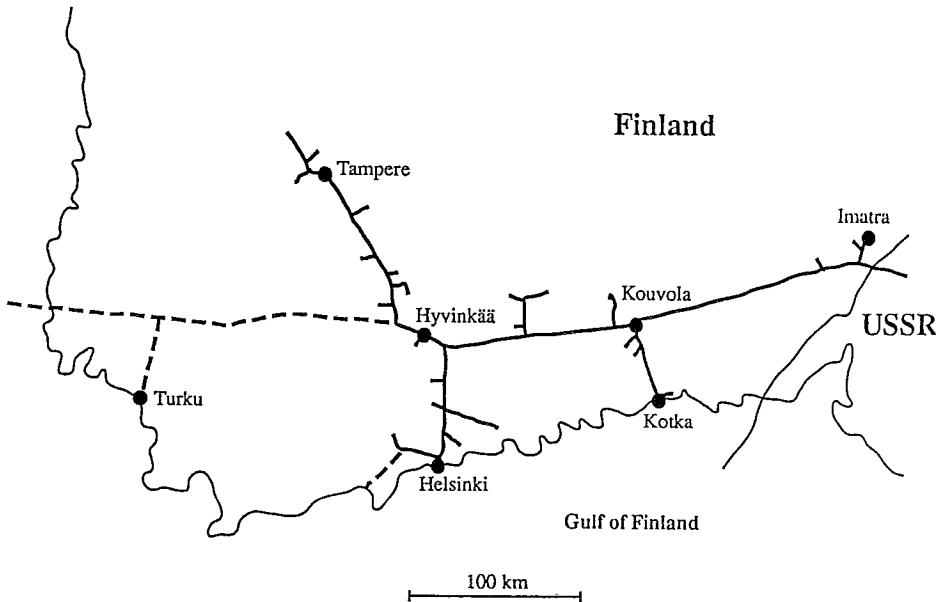 Finland
Tampere
Imatra
Kouvola
Hyvinkää
USSR
Turku
Kotka
Helsinki
Gulf of Finland
100 km